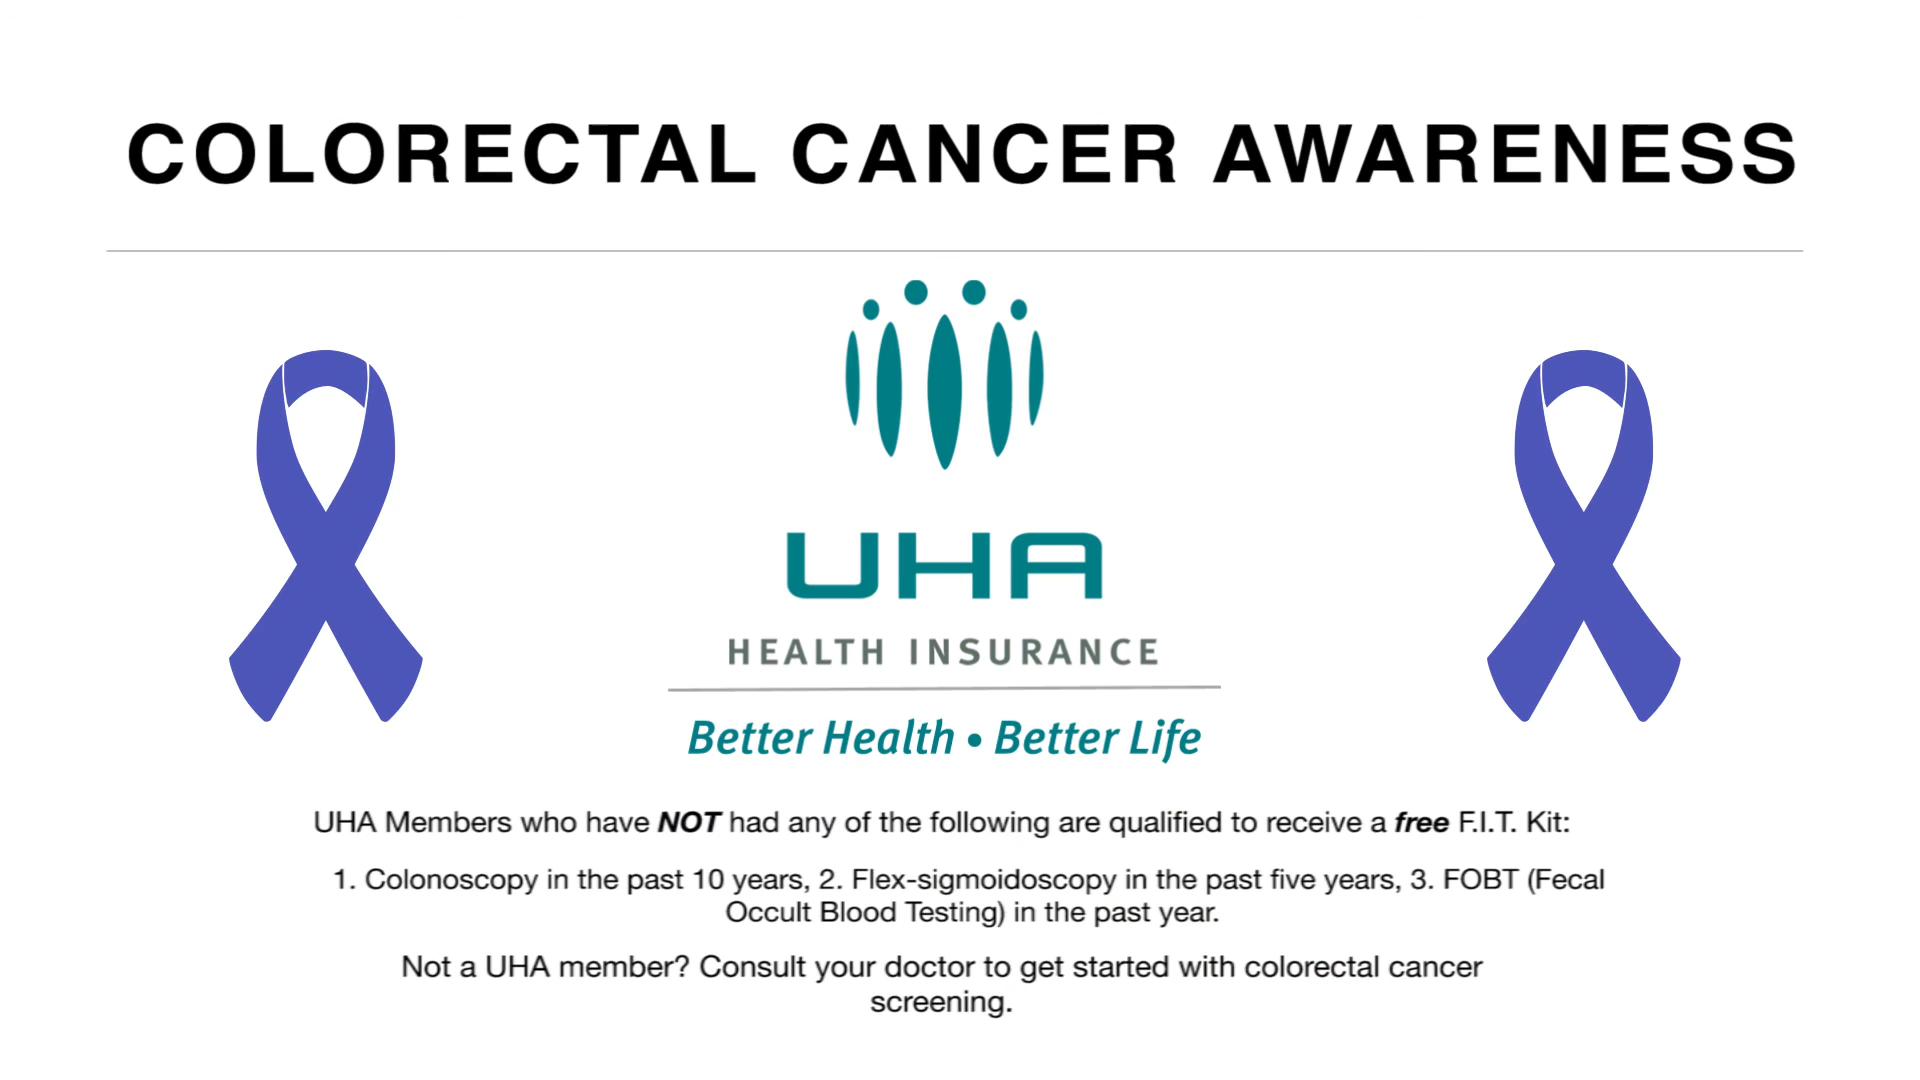 COLORECTAL CANCER AWARENESS
UHA
HEALTH INSURANCE
Better Health • Better Life
UHA Members who have NOT had any of the following are qualified to receive a free F.I.T. Kit:
1. Colonoscopy in the past 10 years, 2. Flex-sigmoidoscopy in the past five years, 3. FOBT (Fecal
Occult Blood Testing) in the past year.
Not a UHA member? Consult your doctor to get started with colorectal cancer
screening.